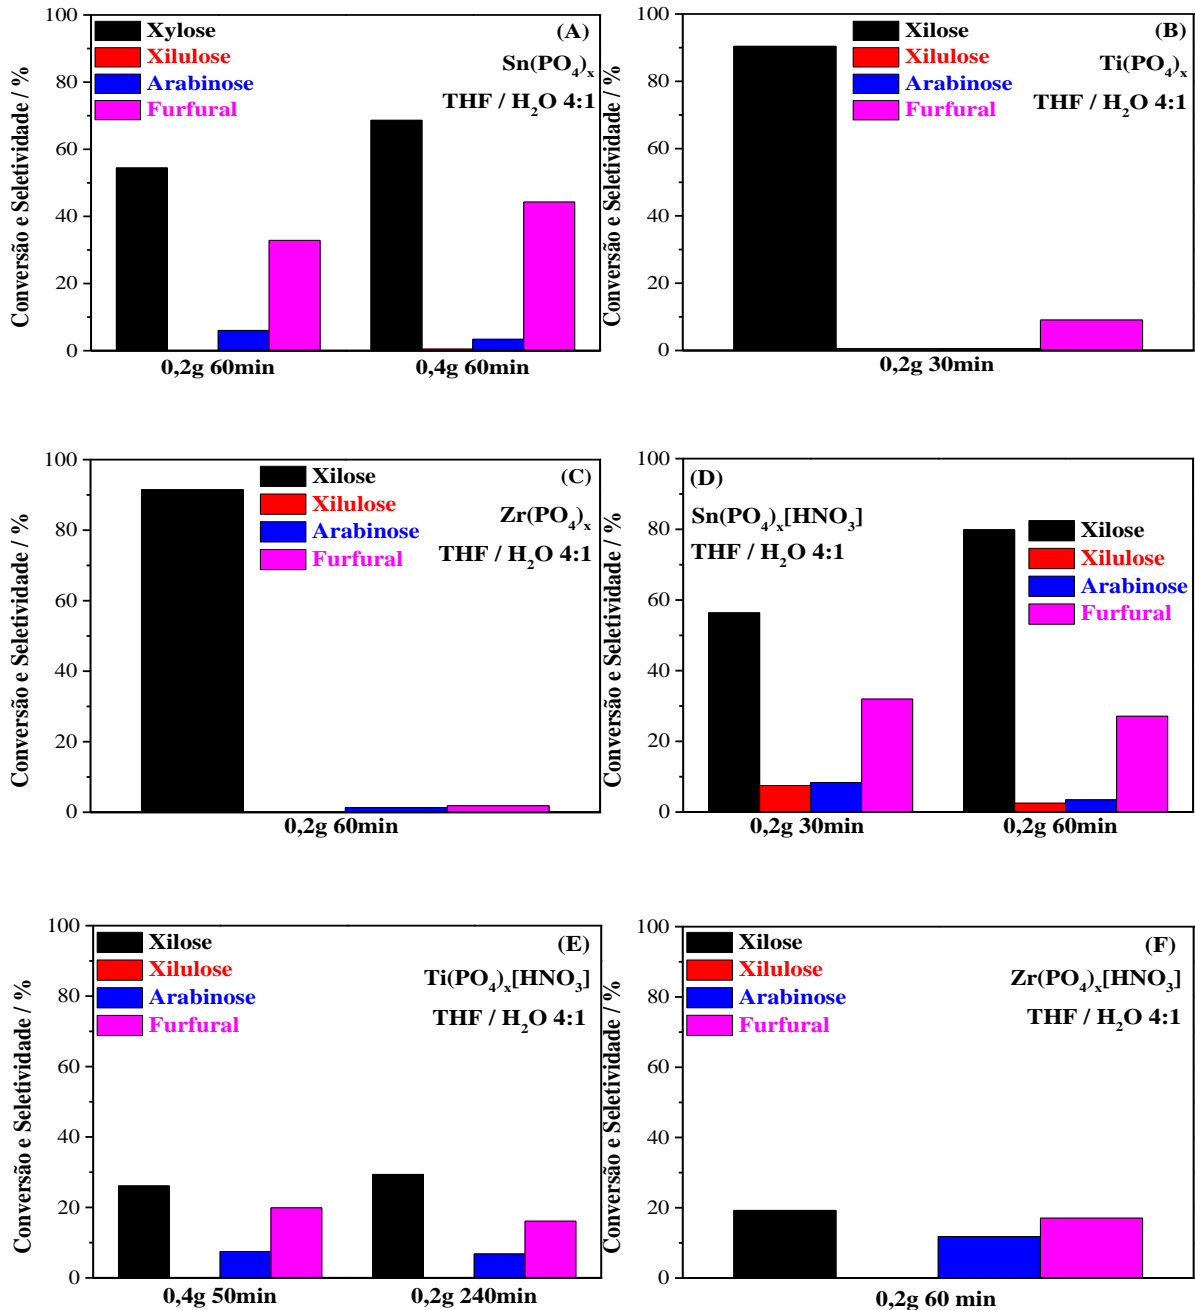 Conversão e Seletividade / %
100
80
60
40
20
0
Xylose
Xilulose
Arabinose
Furfural
(A)
Sn(PO₄)ₓ
THF / H₂O 4:1
0,2g 60min
0,4g 60min
Conversão e Seletividade / %
100
80
60
40
20
0
Xilose
Xilulose
Arabinose
Furfural
(B)
Ti(PO₄)ₓ
THF / H₂O 4:1
0,2g 30min
Conversão e Seletividade / %
100
80
60
40
20
0
Xilose
Xilulose
Arabinose
Furfural
(C)
Zr(PO₄)ₓ
THF / H₂O 4:1
0,2g 60min
Conversão e Seletividade / %
100
80
60
40
20
0
(D)
Sn(PO₄)ₓ[HNO₃]
THF / H₂O 4:1
Xilose
Xilulose
Arabinose
Furfural
0,2g 30min
0,2g 60min
Conversão e Seletividade / %
100
80
60
40
20
0
Xilose
Xilulose
Arabinose
Furfural
(E)
Ti(PO₄)ₓ[HNO₃]
THF / H₂O 4:1
0,4g 50min
0,2g 240min
Conversão e Seletividade / %
100
80
60
40
20
0
Xilose
Xilulose
Arabinose
Furfural
(F)
Zr(PO₄)ₓ[HNO₃]
THF / H₂O 4:1
0,2g 60 min